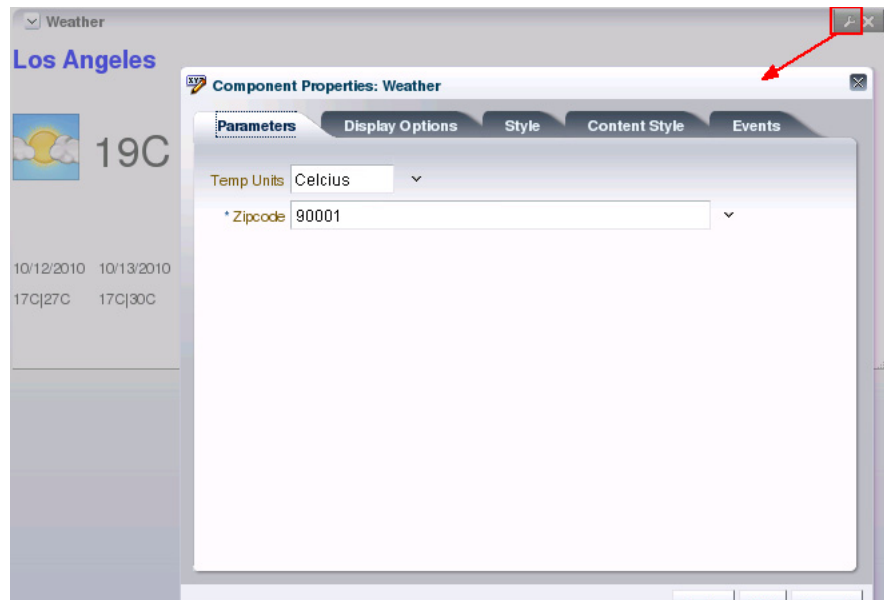 Weather
Los Angeles
Component Properties: Weather
Parameters Display Options Style Content Style Events
19C
Temp Units Celcius
* Zipcode 90001
10/12/2010 10/13/2010
17C|27C 17C|30C